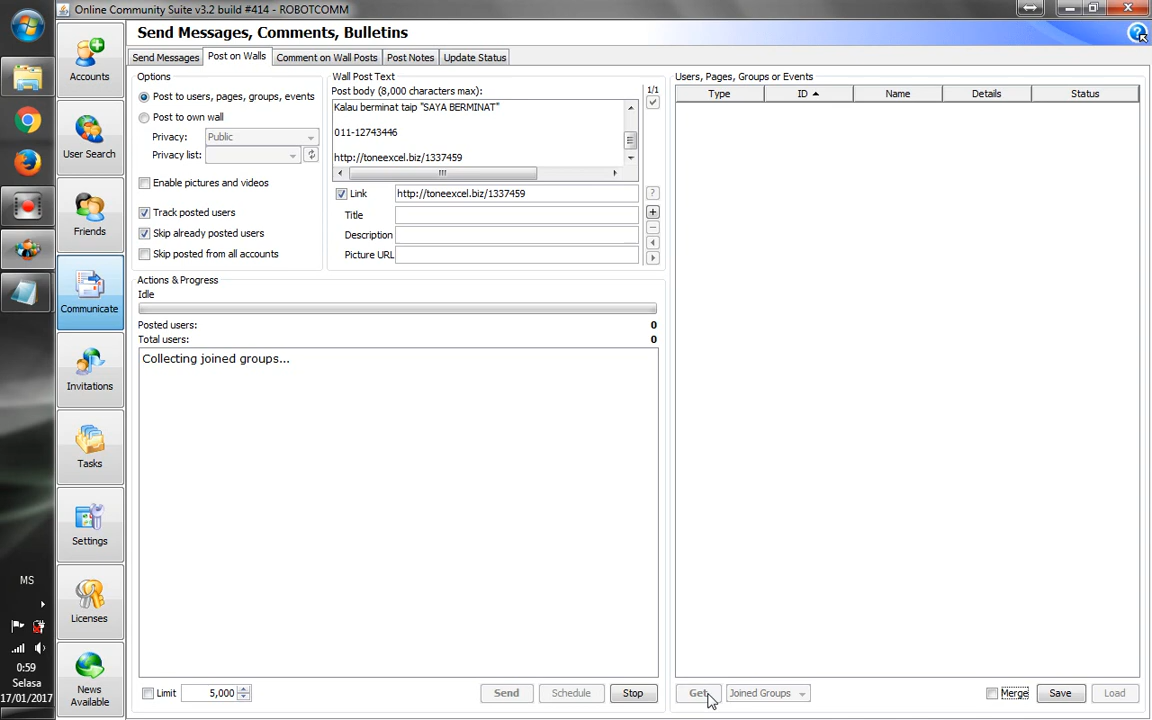 Online Community Suite v3.2 build #414 - ROBOTCOMM
Send Messages, Comments, Bulletins
Accounts
User Search
Friends
Communicate
Invitations
Tasks
Settings
Licenses
News
Available
MS
0:59
Selasa
17/01/2017
Send Messages
Post on Walls
Comment on Wall Posts
Post Notes
Update Status
Options
Post to users, pages, groups, events
Post to own wall
Privacy: Public
Privacy list:
Enable pictures and videos
Track posted users
Skip already posted users
Skip posted from all accounts
Wall Post Text
Post body (8,000 characters max):
1/1
Kalau berminat taip "SAYA BERMINAT"
011-12743446
http://toneexcel.biz/1337459
Link http://toneexcel.biz/1337459
Title
Description
Picture URL
Actions & Progress
Idle
Posted users: 0
Total users: 0
Collecting joined groups...
Limit 5,000
Send
Schedule
Stop
Users, Pages, Groups or Events
Type ID Name Details Status
Get
Joined Groups
Merge
Save
Load